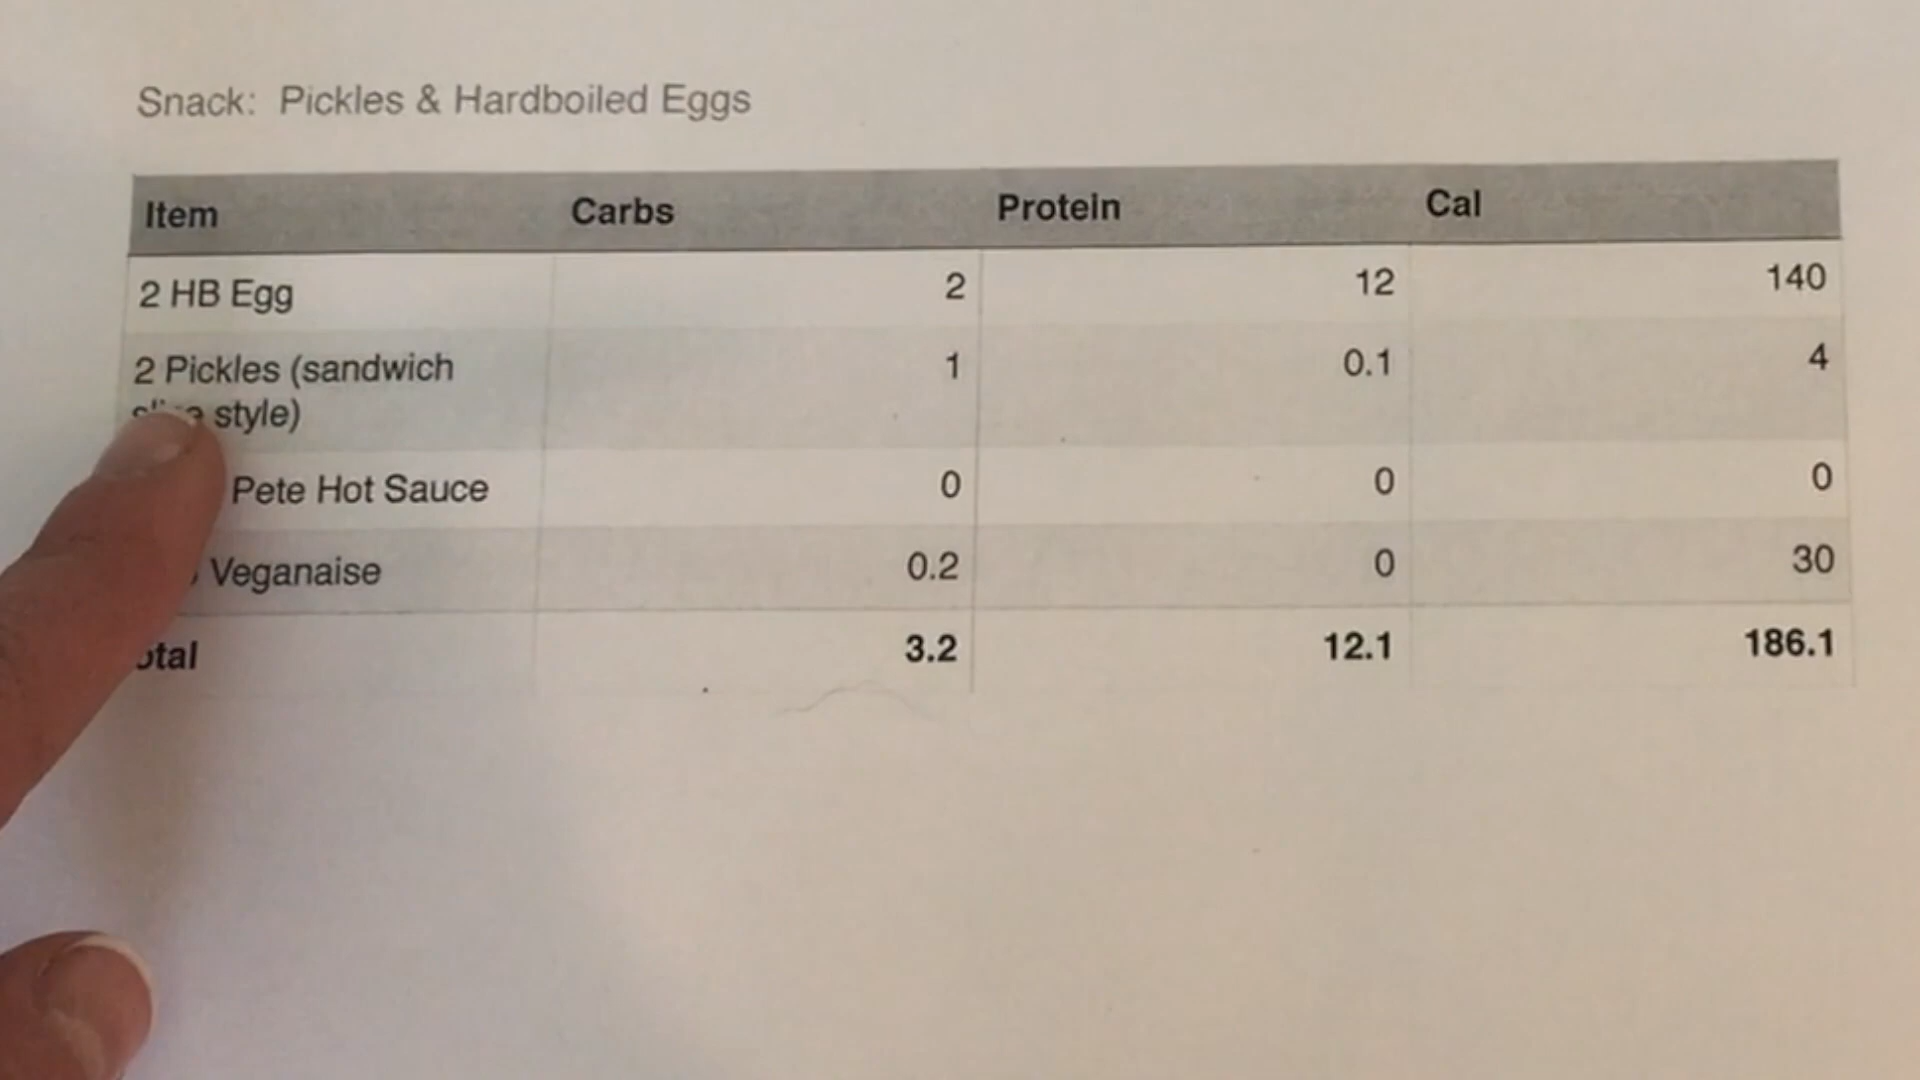 Snack: Pickles & Hardboiled Eggs
Item Carbs Protein Cal
2 HB Egg 2 12 140
2 Pickles (sandwich 1 0.1 4
style)
Pete Hot Sauce 0 0 0
Veganaise 0.2 0 30
3.2 12.1 186.1